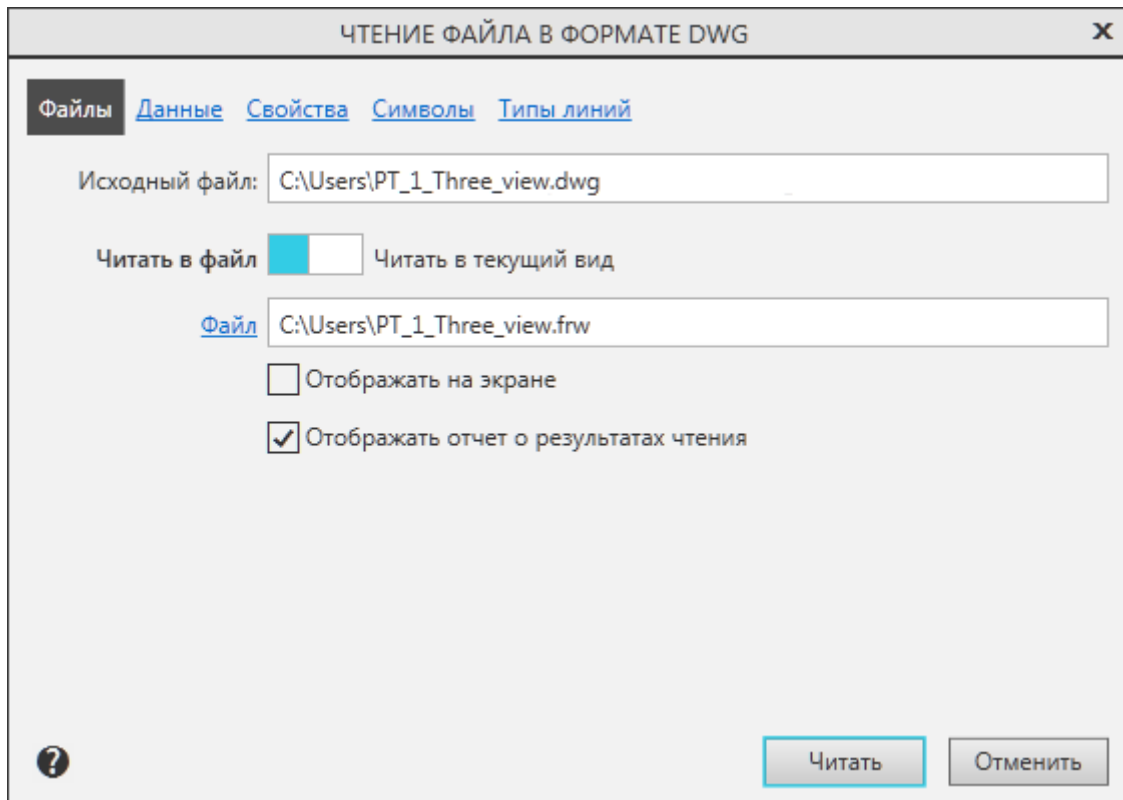 ЧТЕНИЕ ФАЙЛА В ФОРМАТЕ DWG
Файлы Данные Свойства Символы Типы линий
Исходный файл: C:\Users\PT_1_Three_view.dwg
Читать в файл Читать в текущий вид
Файл C:\Users\PT_1_Three_view.frw
Отображать на экране
Отображать отчет о результатах чтения
? Читать Отменить